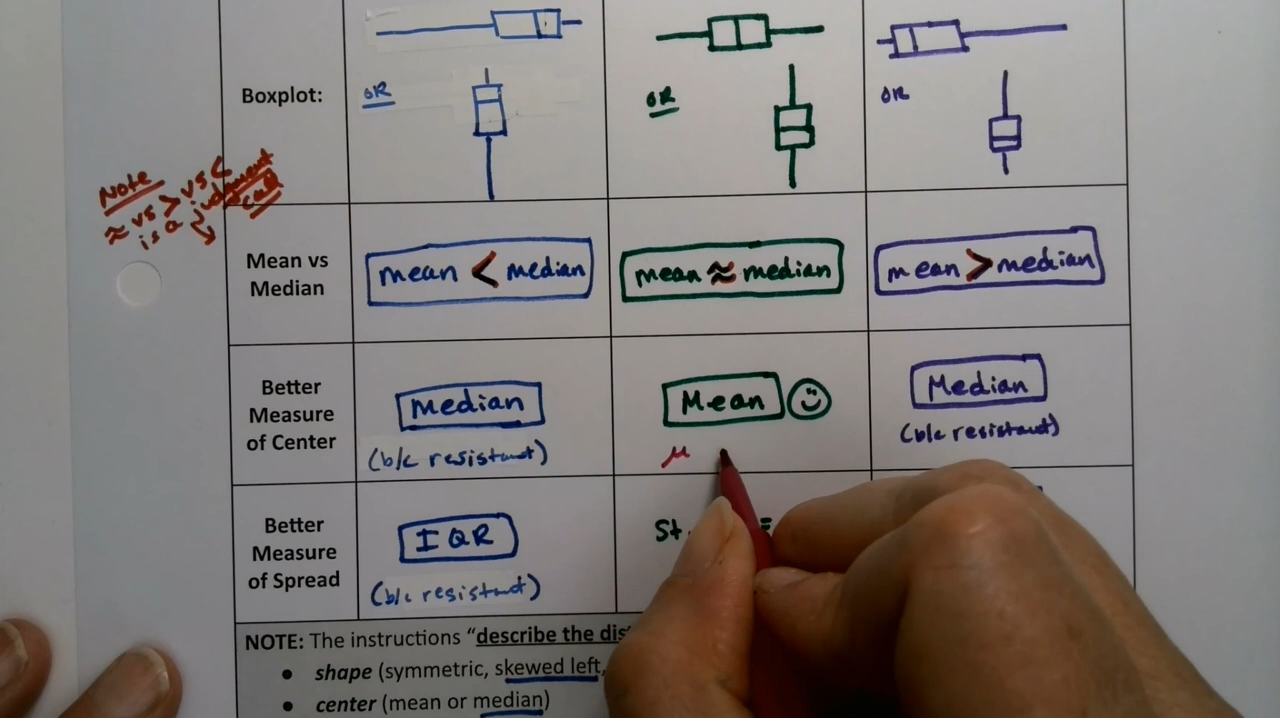 OR
OR
OR
Boxplot:
Note
≈ vs > vs <
is a judgment
call
Mean vs
Median
mean < median
mean ≈ median
mean > median
Better
Measure
of Center
Median
(b/c resistant)
Mean
μ
Median
(b/c resistant)
Better
Measure
of Spread
IQR
(b/c resistant)
St
NOTE: The instructions “describe the dis
• shape (symmetric, skewed left,
• center (mean or median)